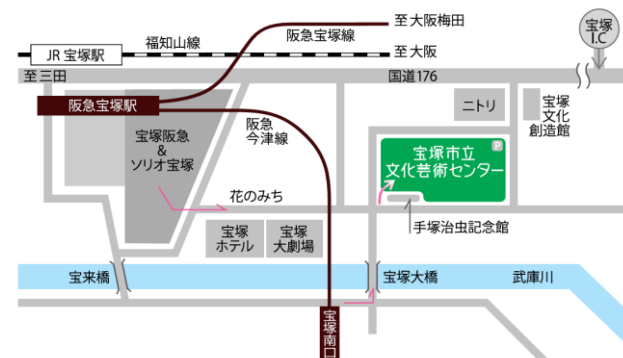 至大阪梅田
阪急宝塚線
宝塚
I.C
福知山線
JR 宝塚駅
至大阪
至三田
国道176
阪急宝塚駅
ニトリ
宝塚
文化
創造館
阪急
今津線
宝塚阪急
&
ソリオ宝塚
P
宝塚市立
文化芸術センター
花のみち
手塚治虫記念館
宝塚
ホテル
宝塚
大劇場
宝来橋
宝塚大橋
武庫川
宝塚南口